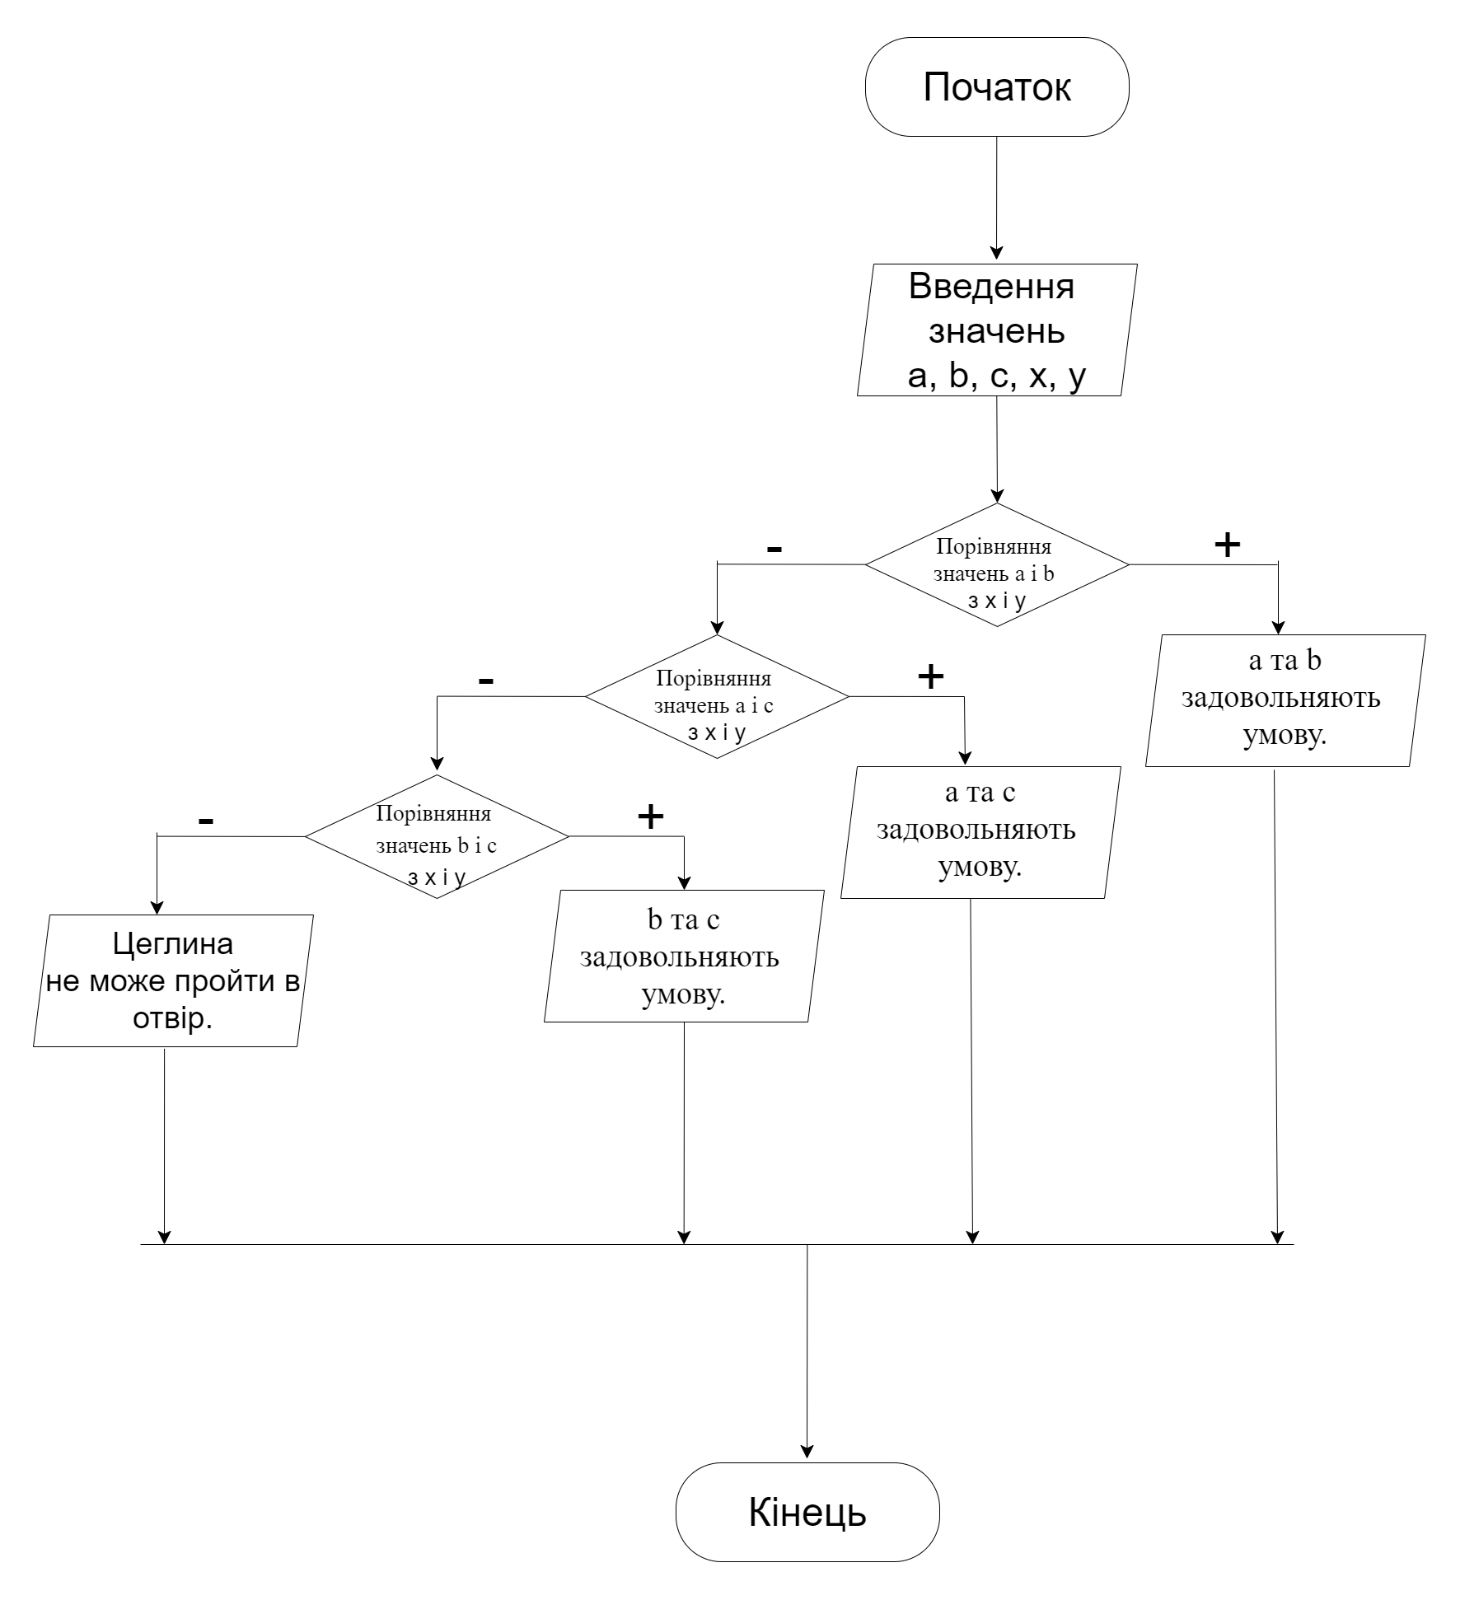 Початок
Введення
значень
a, b, c, x, y
-
+
Порівняння
значень a і b
з x і y
-
+
Порівняння
значень a і c
з x і y
a та b
задовольняють
умову.
-
+
Порівняння
значень b і c
з x і y
a та c
задовольняють
умову.
Цеглина
не може пройти в
отвір.
b та c
задовольняють
умову.
Кінець